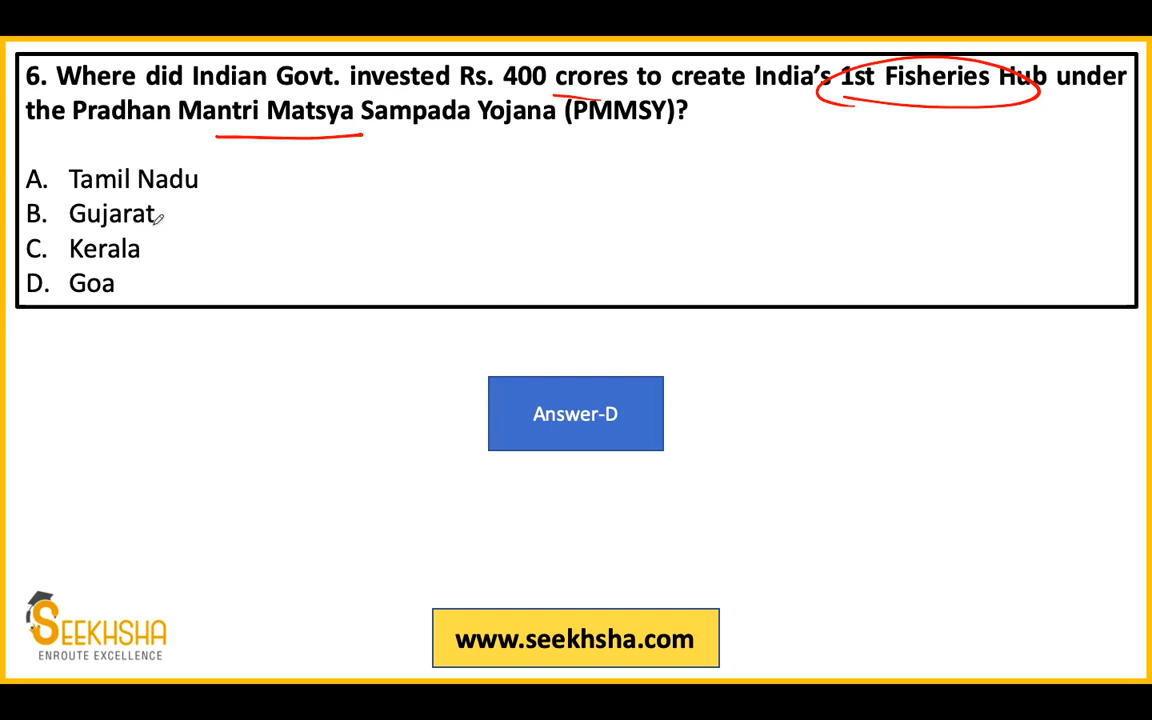 6. Where did Indian Govt. invested Rs. 400 crores to create India’s 1st Fisheries Hub under
the Pradhan Mantri Matsya Sampada Yojana (PMMSY)?
A. Tamil Nadu
B. Gujarat
C. Kerala
D. Goa
Answer-D
SEEKHSHA
ENROUTE EXCELLENCE
www.seekhsha.com